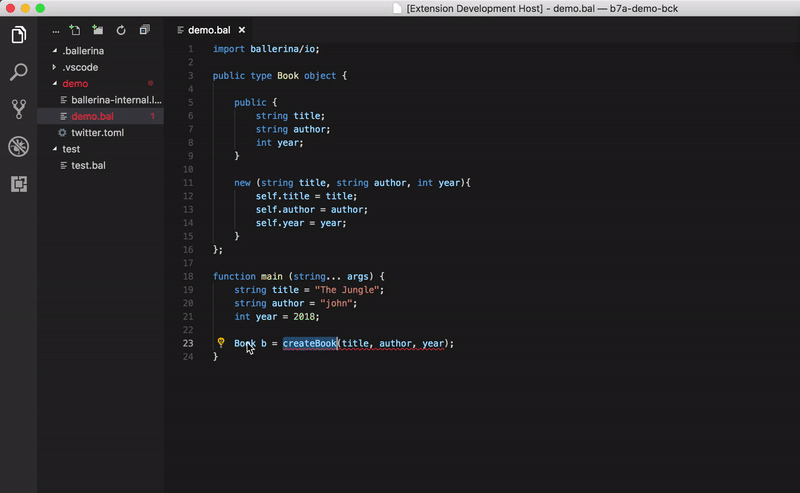 [Extension Development Host] - demo.bal — b7a-demo-bck
...
.ballerina
.vscode
demo
ballerina-internal.l...
demo.bal 1
twitter.toml
test
test.bal
demo.bal ×
1 import ballerina/io;
2
3 public type Book object {
4
5 public {
6 string title;
7 string author;
8 int year;
9 }
10
11 new (string title, string author, int year){
12 self.title = title;
13 self.author = author;
14 self.year = year;
15 }
16 };
17
18 function main (string... args) {
19 string title = "The Jungle";
20 string author = "john";
21 int year = 2018;
22
23 Book b = createBook(title, author, year);
24 }